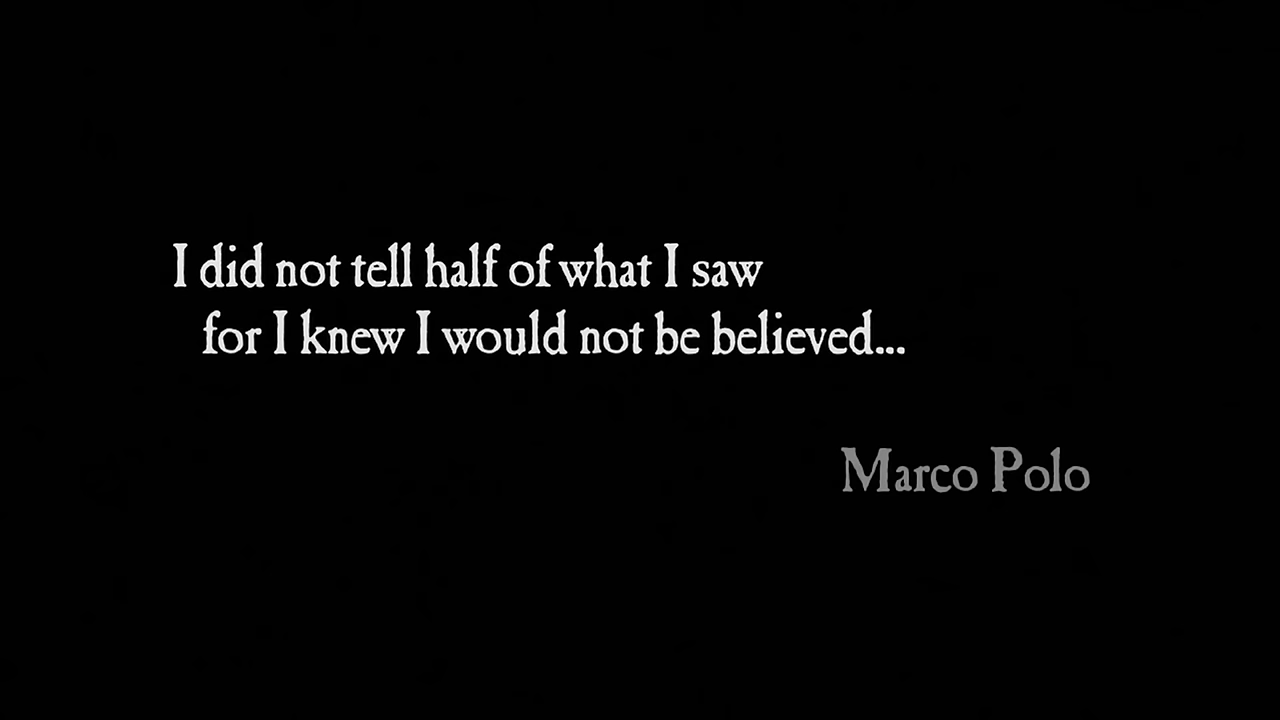 I did not tell half of what I saw
for I knew I would not be believed...
Marco Polo